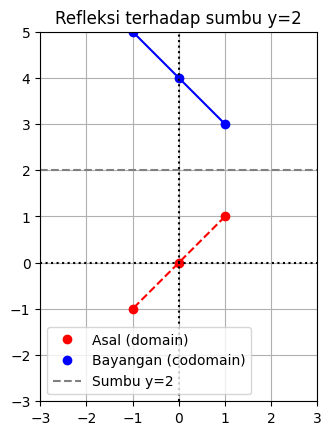 Refleksi terhadap sumbu y=2
5
4
3
2
1
0
−1
−2
−3
Asal (domain)
Bayangan (codomain)
Sumbu y=2
−3 −2 −1 0 1 2 3